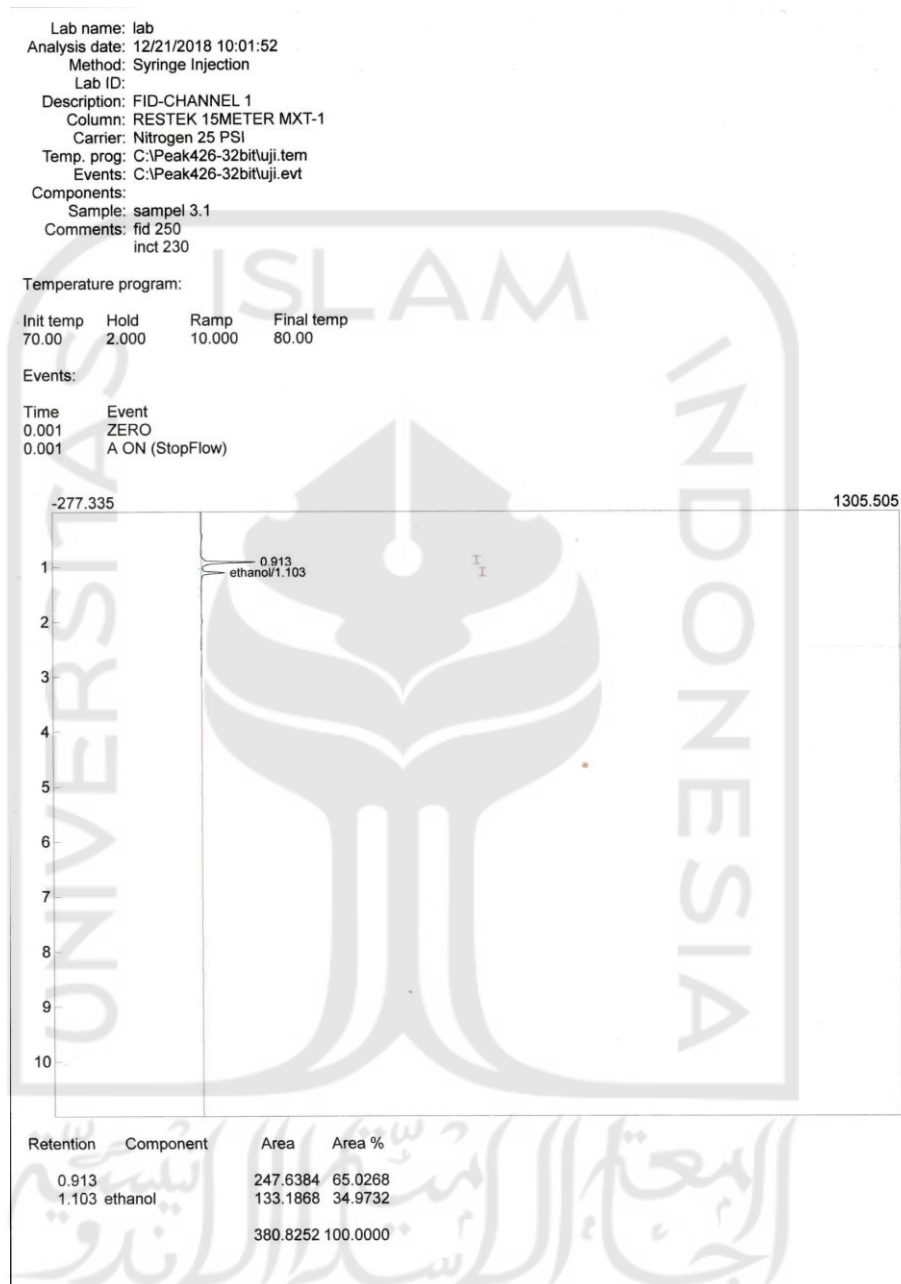 Lab name: lab
Analysis date: 12/21/2018 10:01:52
Method: Syringe Injection
Lab ID:
Description: FID-CHANNEL 1
Column: RESTEK 15METER MXT-1
Carrier: Nitrogen 25 PSI
Temp. prog: C:\Peak426-32bit\uji.tem
Events: C:\Peak426-32bit\uji.evt
Components:
Sample: sampel 3.1
Comments: fid 250
inct 230
Temperature program:
Init temp Hold Ramp Final temp
70.00 2.000 10.000 80.00
Events:
Time Event
0.001 ZERO
0.001 A ON (StopFlow)
-277.335 1305.505
0.913
1
ethanol/1.103
2
3
4
5
6
7
8
9
10
Retention Component Area Area %
0.913 247.6384 65.0268
1.103 ethanol 133.1868 34.9732
380.8252 100.0000
UNIVERSITAS
ISLAM
INDONESIA